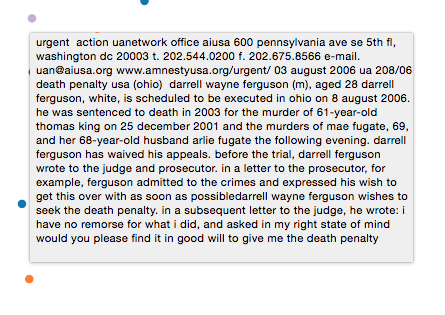 urgent  action uanetwork office aiusa 600 pennsylvania ave se 5th fl,
washington dc 20003 t. 202.544.0200 f. 202.675.8566 e-mail.
uan@aiusa.org www.amnestyusa.org/urgent/ 03 august 2006 ua 208/06
death penalty usa (ohio)  darrell wayne ferguson (m), aged 28 darrell
ferguson, white, is scheduled to be executed in ohio on 8 august 2006.
he was sentenced to death in 2003 for the murder of 61-year-old
thomas king on 25 december 2001 and the murders of mae fugate, 69,
and her 68-year-old husband arlie fugate the following evening. darrell
ferguson has waived his appeals. before the trial, darrell ferguson
wrote to the judge and prosecutor. in a letter to the prosecutor, for
example, ferguson admitted to the crimes and expressed his wish to
get this over with as soon as possibledarrell wayne ferguson wishes to
seek the death penalty. in a subsequent letter to the judge, he wrote: i
have no remorse for what i did, and asked in my right state of mind
would you please find it in good will to give me the death penalty